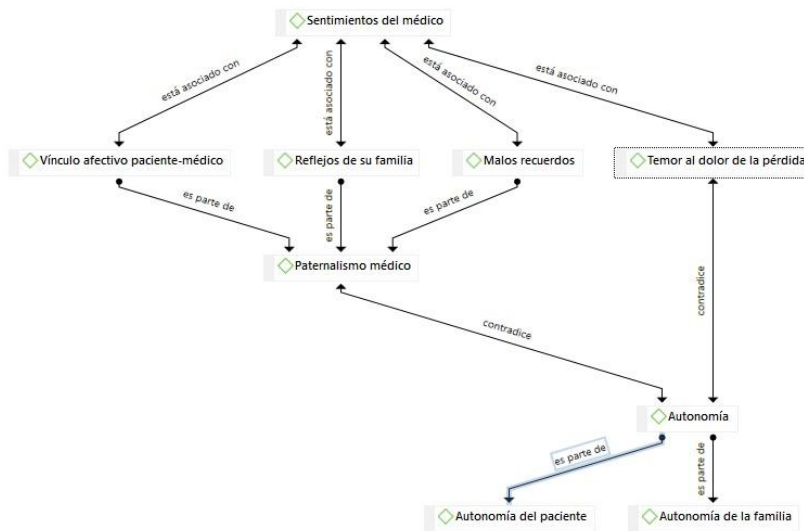 Sentimientos del médico
está asociado con
está asociado con
está asociado con
está asociado con
Vínculo afectivo paciente-médico
Reflejos de su familia
Malos recuerdos
Temor al dolor de la pérdida
es parte de
es parte de
es parte de
Paternalismo médico
contradice
contradice
Autonomía
es parte de
es parte de
Autonomía del paciente
Autonomía de la familia